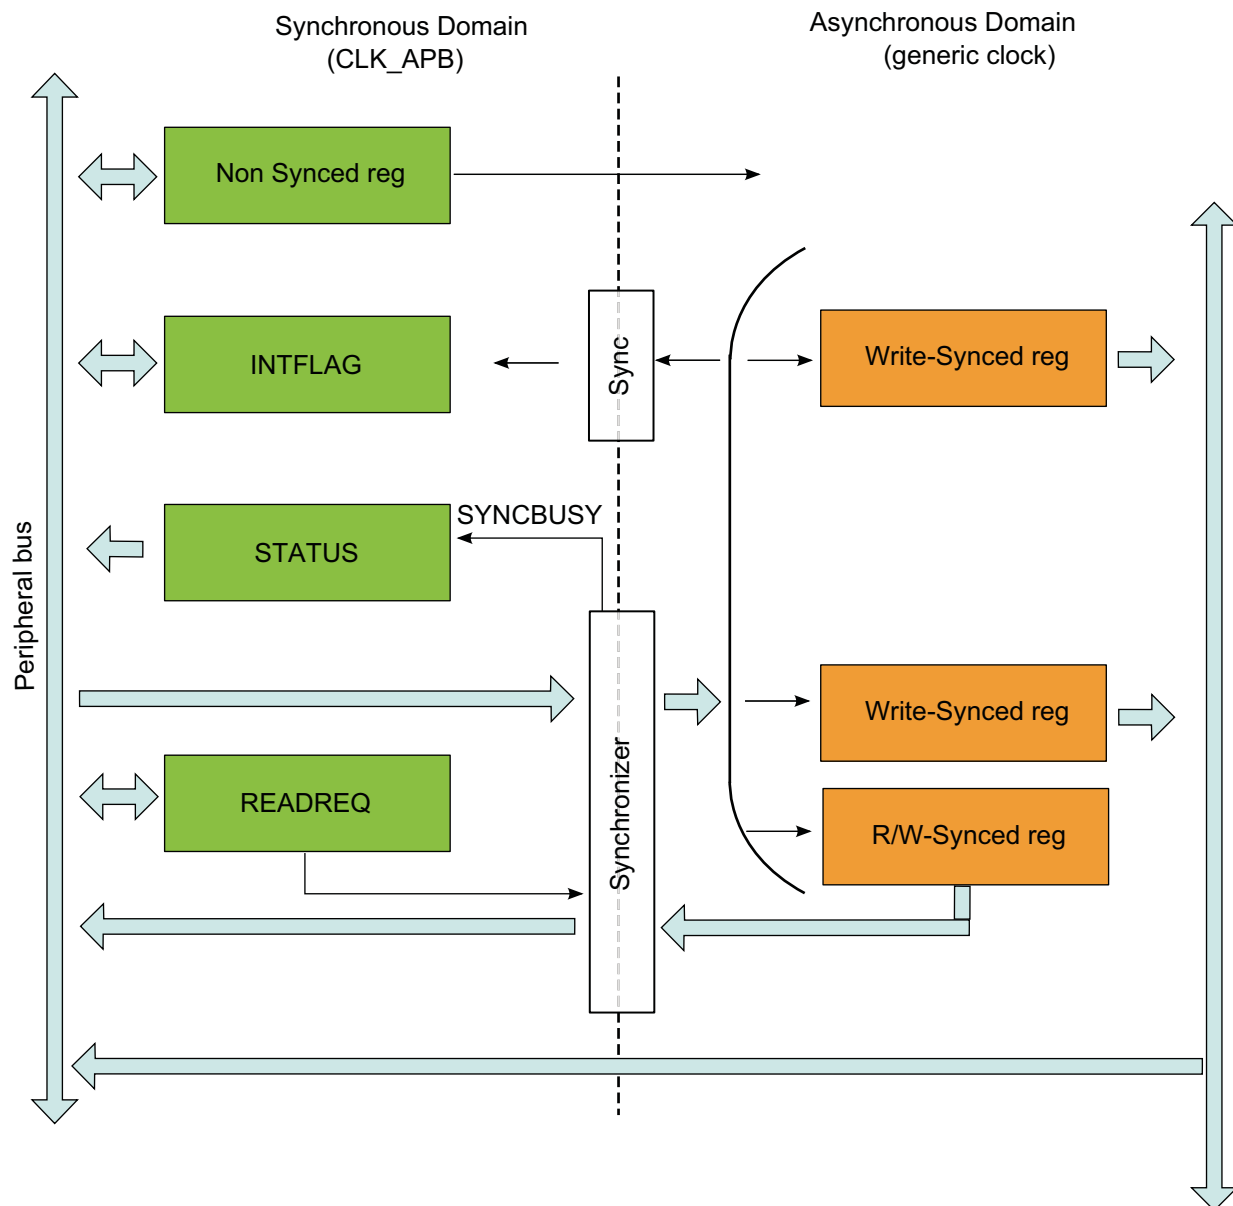 Synchronous Domain
(CLK_APB)
Asynchronous Domain
(generic clock)
Non Synced reg
INTFLAG
Sync
Write-Synced reg
SYNCBUSY
STATUS
Peripheral bus
Synchronizer
Write-Synced reg
READREQ
R/W-Synced reg